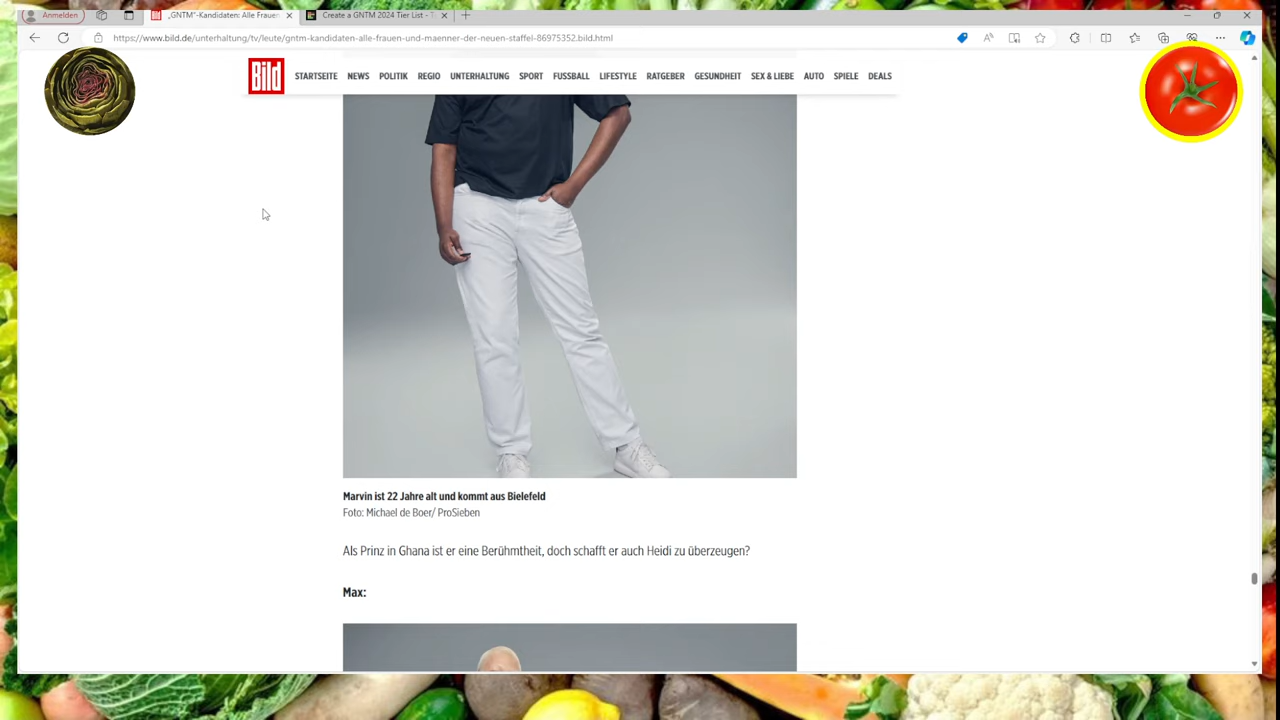 Anmelden
„GNTM“-Kandidaten: Alle Frauen
Create a GNTM 2024 Tier List - T
https://www.bild.de/unterhaltung/tv/leute/gntm-kandidaten-alle-frauen-und-maenner-der-neuen-staffel-86975352.bild.html
Bild STARTSEITE NEWS POLITIK REGIO UNTERHALTUNG SPORT FUSSBALL LIFESTYLE RATGEBER GESUNDHEIT SEX & LIEBE AUTO SPIELE DEALS
Marvin ist 22 Jahre alt und kommt aus Bielefeld
Foto: Michael de Boer/ ProSieben
Als Prinz in Ghana ist er eine Berühmtheit, doch schafft er auch Heidi zu überzeugen?
Max: